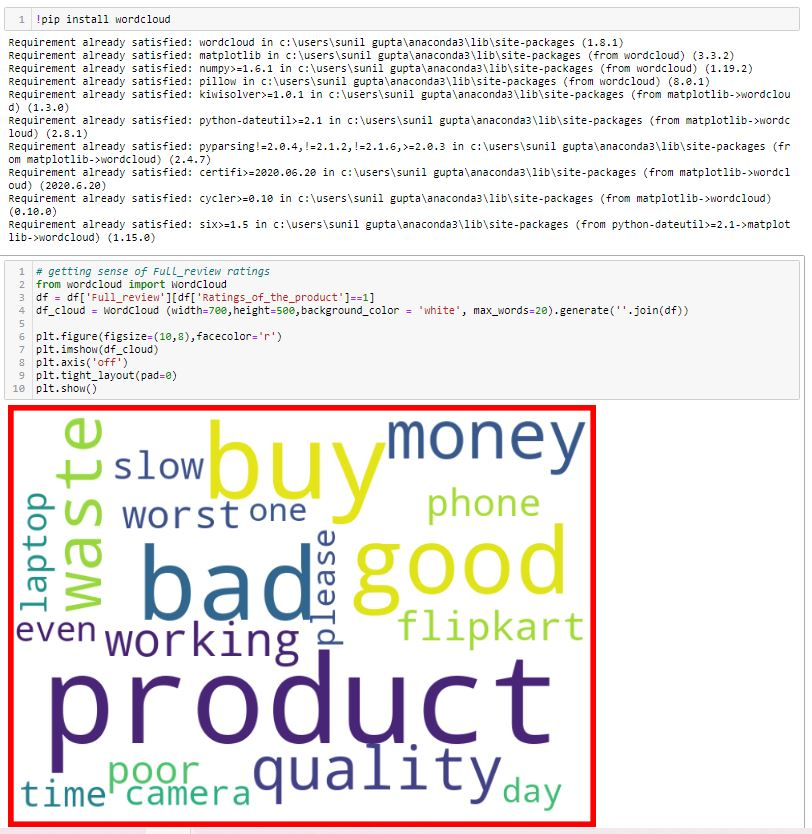 1 !pip install wordcloud
Requirement already satisfied: wordcloud in c:\users\sunil gupta\anaconda3\lib\site-packages (1.8.1)
Requirement already satisfied: matplotlib in c:\users\sunil gupta\anaconda3\lib\site-packages (from wordcloud) (3.3.2)
Requirement already satisfied: numpy>=1.6.1 in c:\users\sunil gupta\anaconda3\lib\site-packages (from wordcloud) (1.19.2)
Requirement already satisfied: pillow in c:\users\sunil gupta\anaconda3\lib\site-packages (from wordcloud) (8.0.1)
Requirement already satisfied: kiwisolver>=1.0.1 in c:\users\sunil gupta\anaconda3\lib\site-packages (from matplotlib->wordclou
d) (1.3.0)
Requirement already satisfied: python-dateutil>=2.1 in c:\users\sunil gupta\anaconda3\lib\site-packages (from matplotlib->wordc
loud) (2.8.1)
Requirement already satisfied: pyparsing!=2.0.4,!=2.1.2,!=2.1.6,>=2.0.3 in c:\users\sunil gupta\anaconda3\lib\site-packages (fr
om matplotlib->wordcloud) (2.4.7)
Requirement already satisfied: certifi>=2020.06.20 in c:\users\sunil gupta\anaconda3\lib\site-packages (from matplotlib->wordcl
oud) (2020.6.20)
Requirement already satisfied: cycler>=0.10 in c:\users\sunil gupta\anaconda3\lib\site-packages (from matplotlib->wordcloud)
(0.10.0)
Requirement already satisfied: six>=1.5 in c:\users\sunil gupta\anaconda3\lib\site-packages (from python-dateutil>=2.1->matplot
lib->wordcloud) (1.15.0)
1 # getting sense of Full_review ratings
2 from wordcloud import WordCloud
3 df = df['Full_review'][df['Ratings_of_the_product']==1]
4 df_cloud = WordCloud (width=700,height=500,background_color = 'white', max_words=20).generate(''.join(df))
5
6 plt.figure(figsize=(10,8),facecolor='r')
7 plt.imshow(df_cloud)
8 plt.axis('off')
9 plt.tight_layout(pad=0)
10 plt.show()
waste
slow
buy
money
laptop
worst
one
phone
bad
please
good
even
working
flipkart
product
poor
quality
time
camera
day